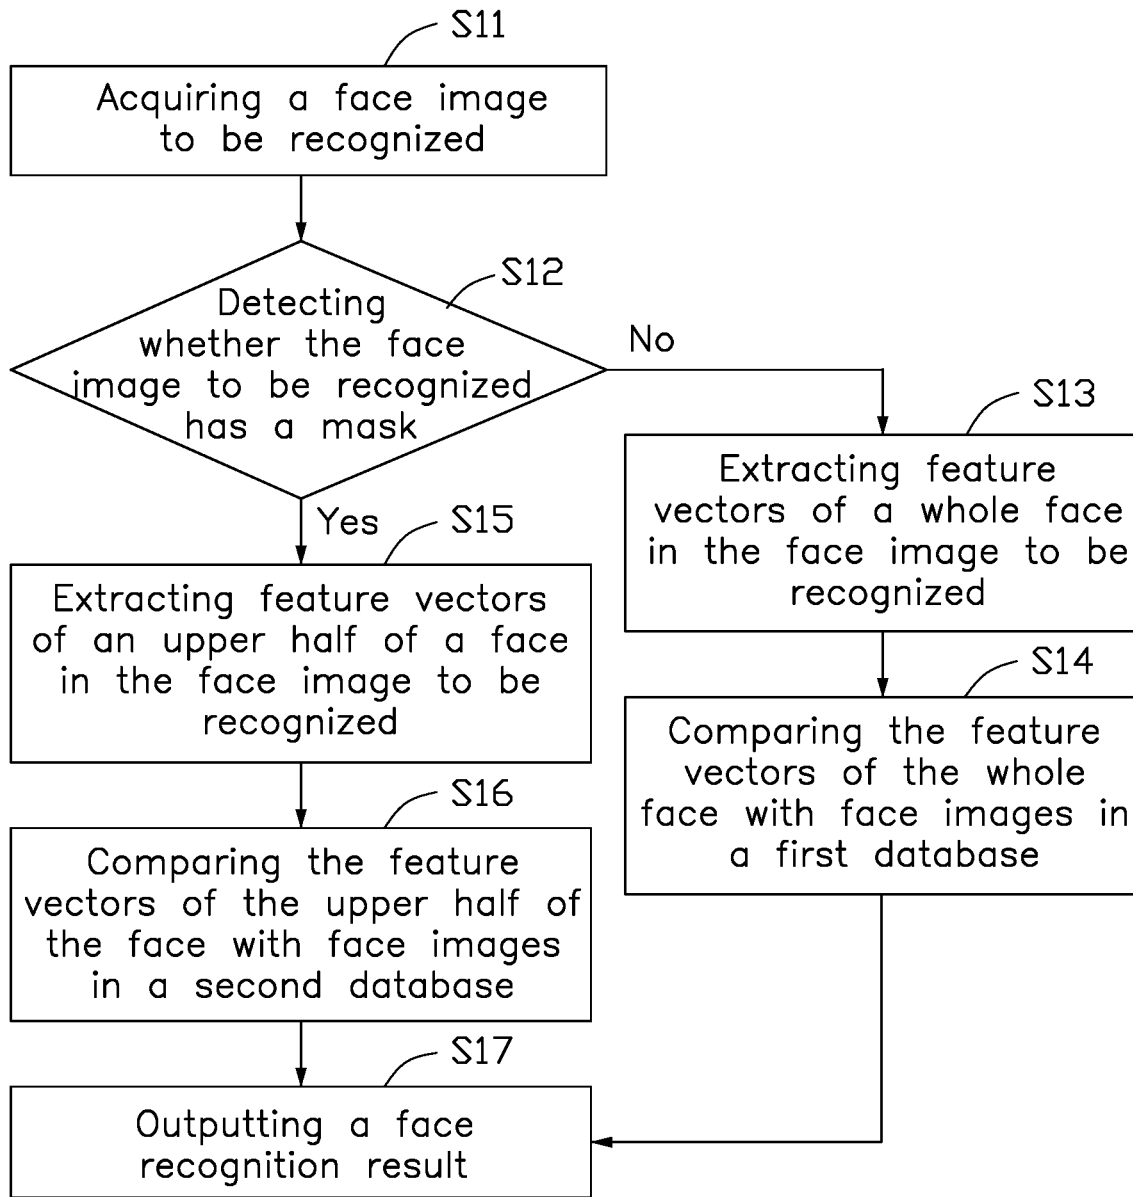 S11
Acquiring a face image
to be recognized
S12
Detecting
whether the face
image to be recognized
has a mask
No
Yes
S13
Extracting feature
vectors of a whole face
in the face image to be
recognized
S14
Comparing the feature
vectors of the whole
face with face images in
a first database
S15
Extracting feature vectors
of an upper half of a face
in the face image to be
recognized
S16
Comparing the feature
vectors of the upper half of
the face with face images
in a second database
S17
Outputting a face
recognition result